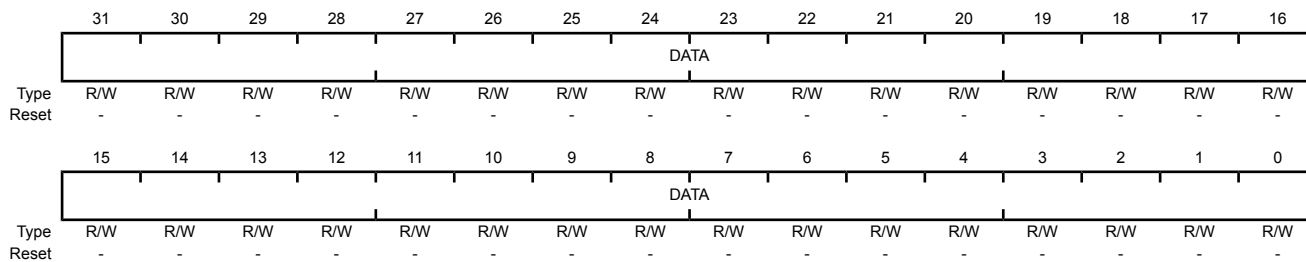 31 30 29 28 27 26 25 24 23 22 21 20 19 18 17 16
DATA
Type R/W R/W R/W R/W R/W R/W R/W R/W R/W R/W R/W R/W R/W R/W R/W R/W
Reset - - - - - - - - - - - - - - - -
15 14 13 12 11 10 9 8 7 6 5 4 3 2 1 0
DATA
Type R/W R/W R/W R/W R/W R/W R/W R/W R/W R/W R/W R/W R/W R/W R/W R/W
Reset - - - - - - - - - - - - - - - -